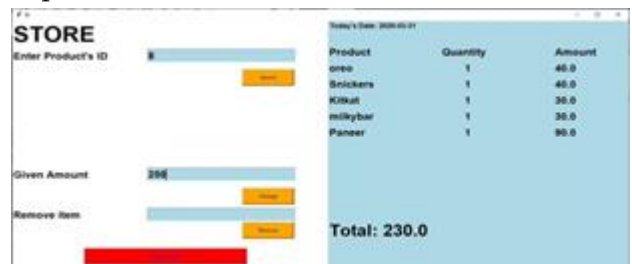 STORE
Enter Product's ID
Given Amount
Remove Item
Today's Date: 2020-03-31
Product Quantity Amount
oreo 1 40.0
Snickers 1 40.0
Kitkat 1 30.0
milkybar 1 30.0
Paneer 1 90.0
Total: 230.0